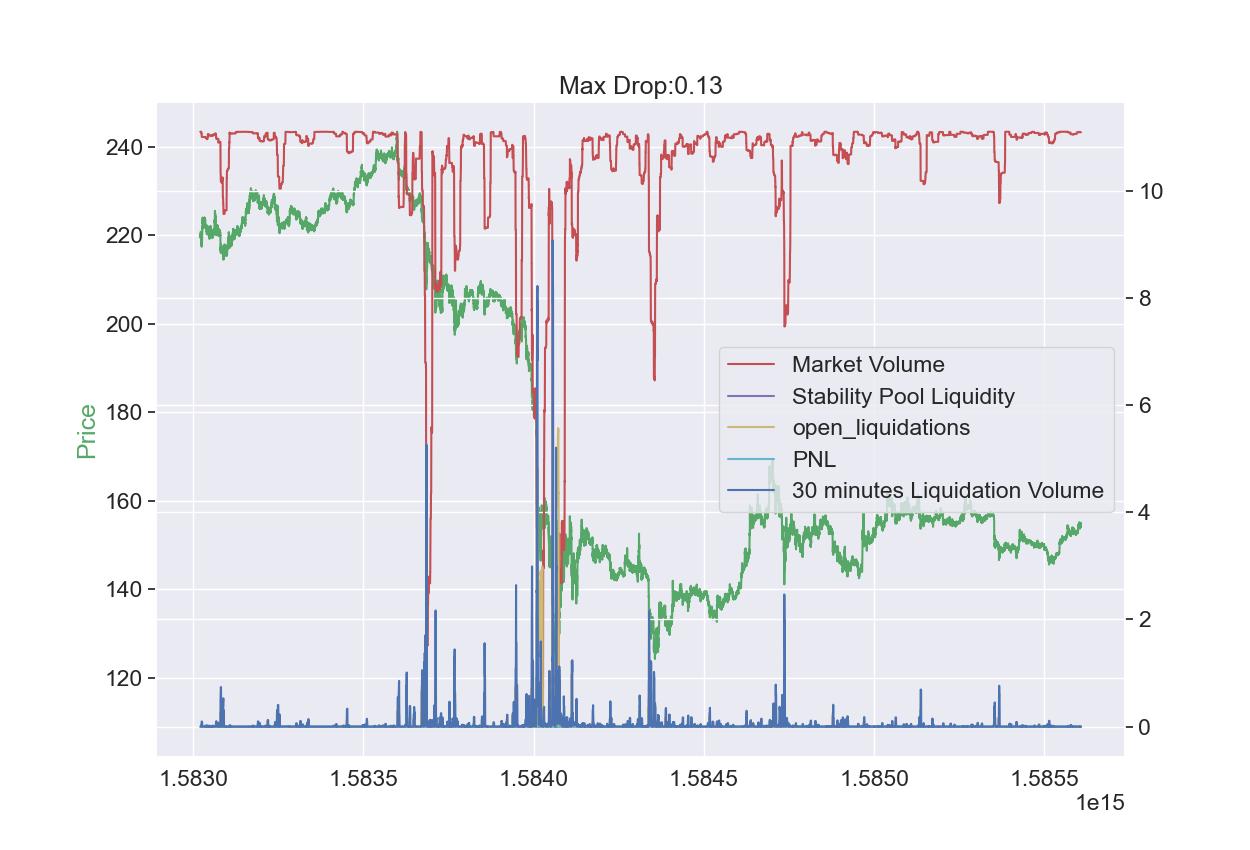 Max Drop:0.13
240
220
200
180
160
140
120
Price
10
8
6
4
2
0
Market Volume
Stability Pool Liquidity
open_liquidations
PNL
30 minutes Liquidation Volume
1.5830 1.5835 1.5840 1.5845 1.5850 1.5855
1e15